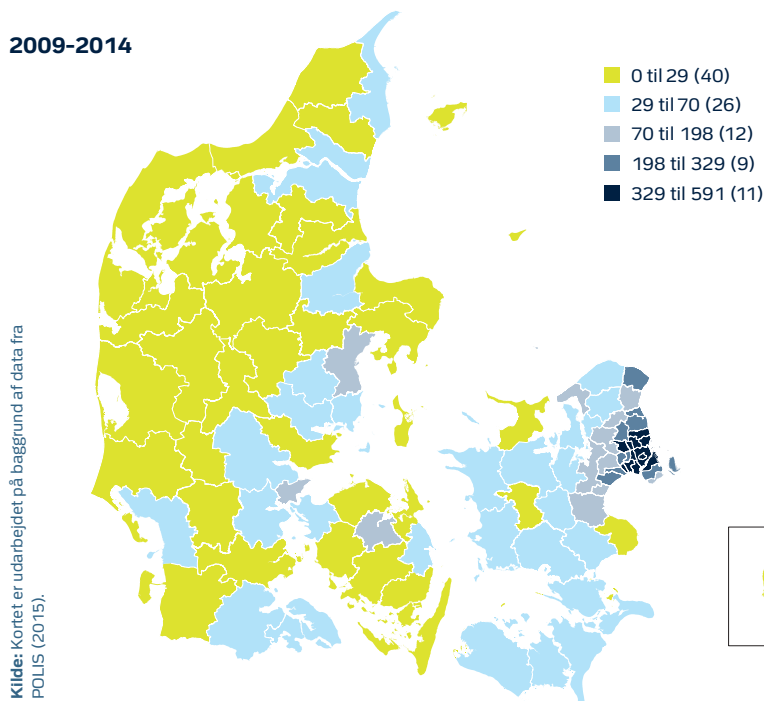 2009-2014
0 til 29 (40)
29 til 70 (26)
70 til 198 (12)
198 til 329 (9)
329 til 591 (11)
Kilde: Kortet er udarbejdet på baggrund af data fra
POLIS (2015).